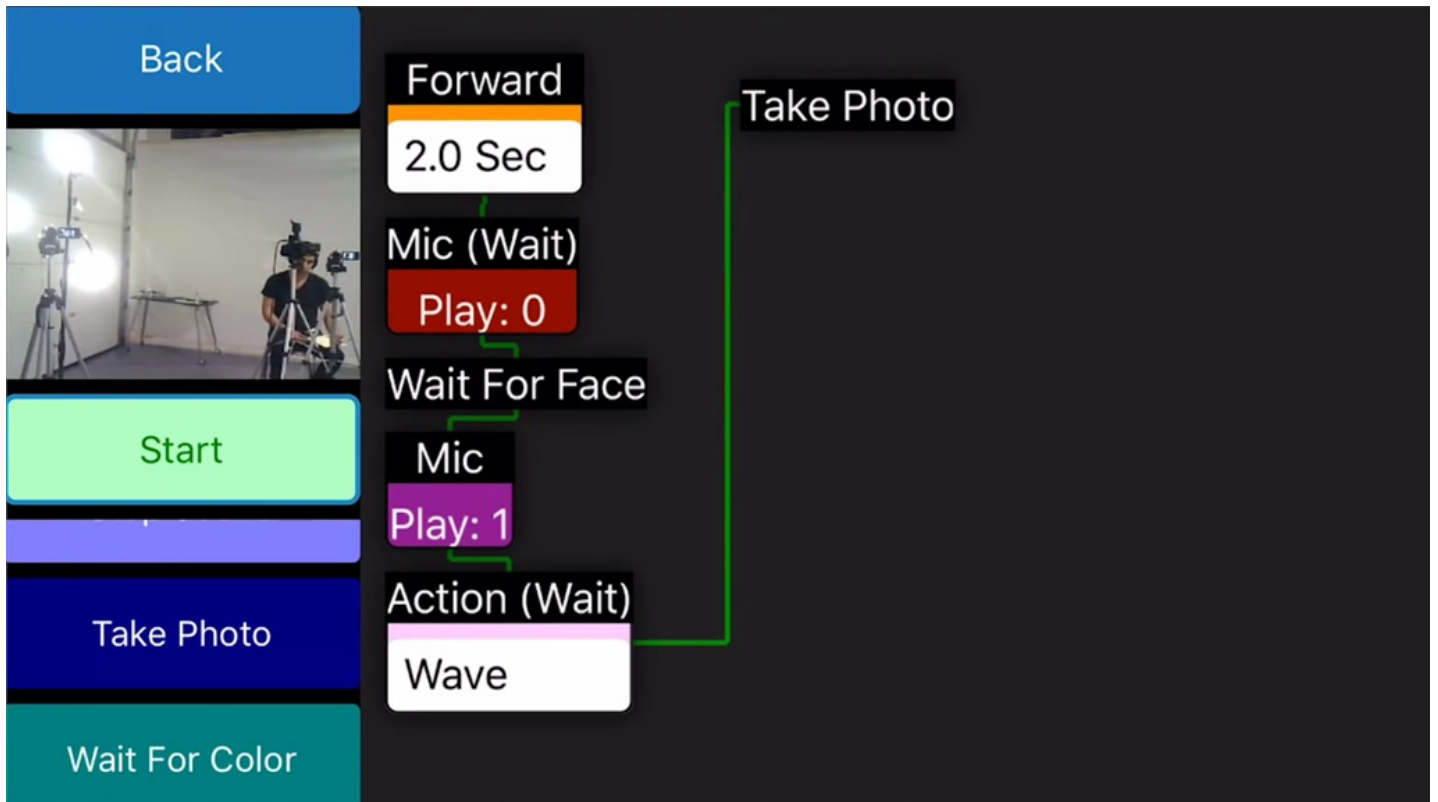 Back
Start
Take Photo
Wait For Color
Forward
2.0 Sec
Mic (Wait)
Play: 0
Wait For Face
Mic
Play: 1
Action (Wait)
Wave
Take Photo